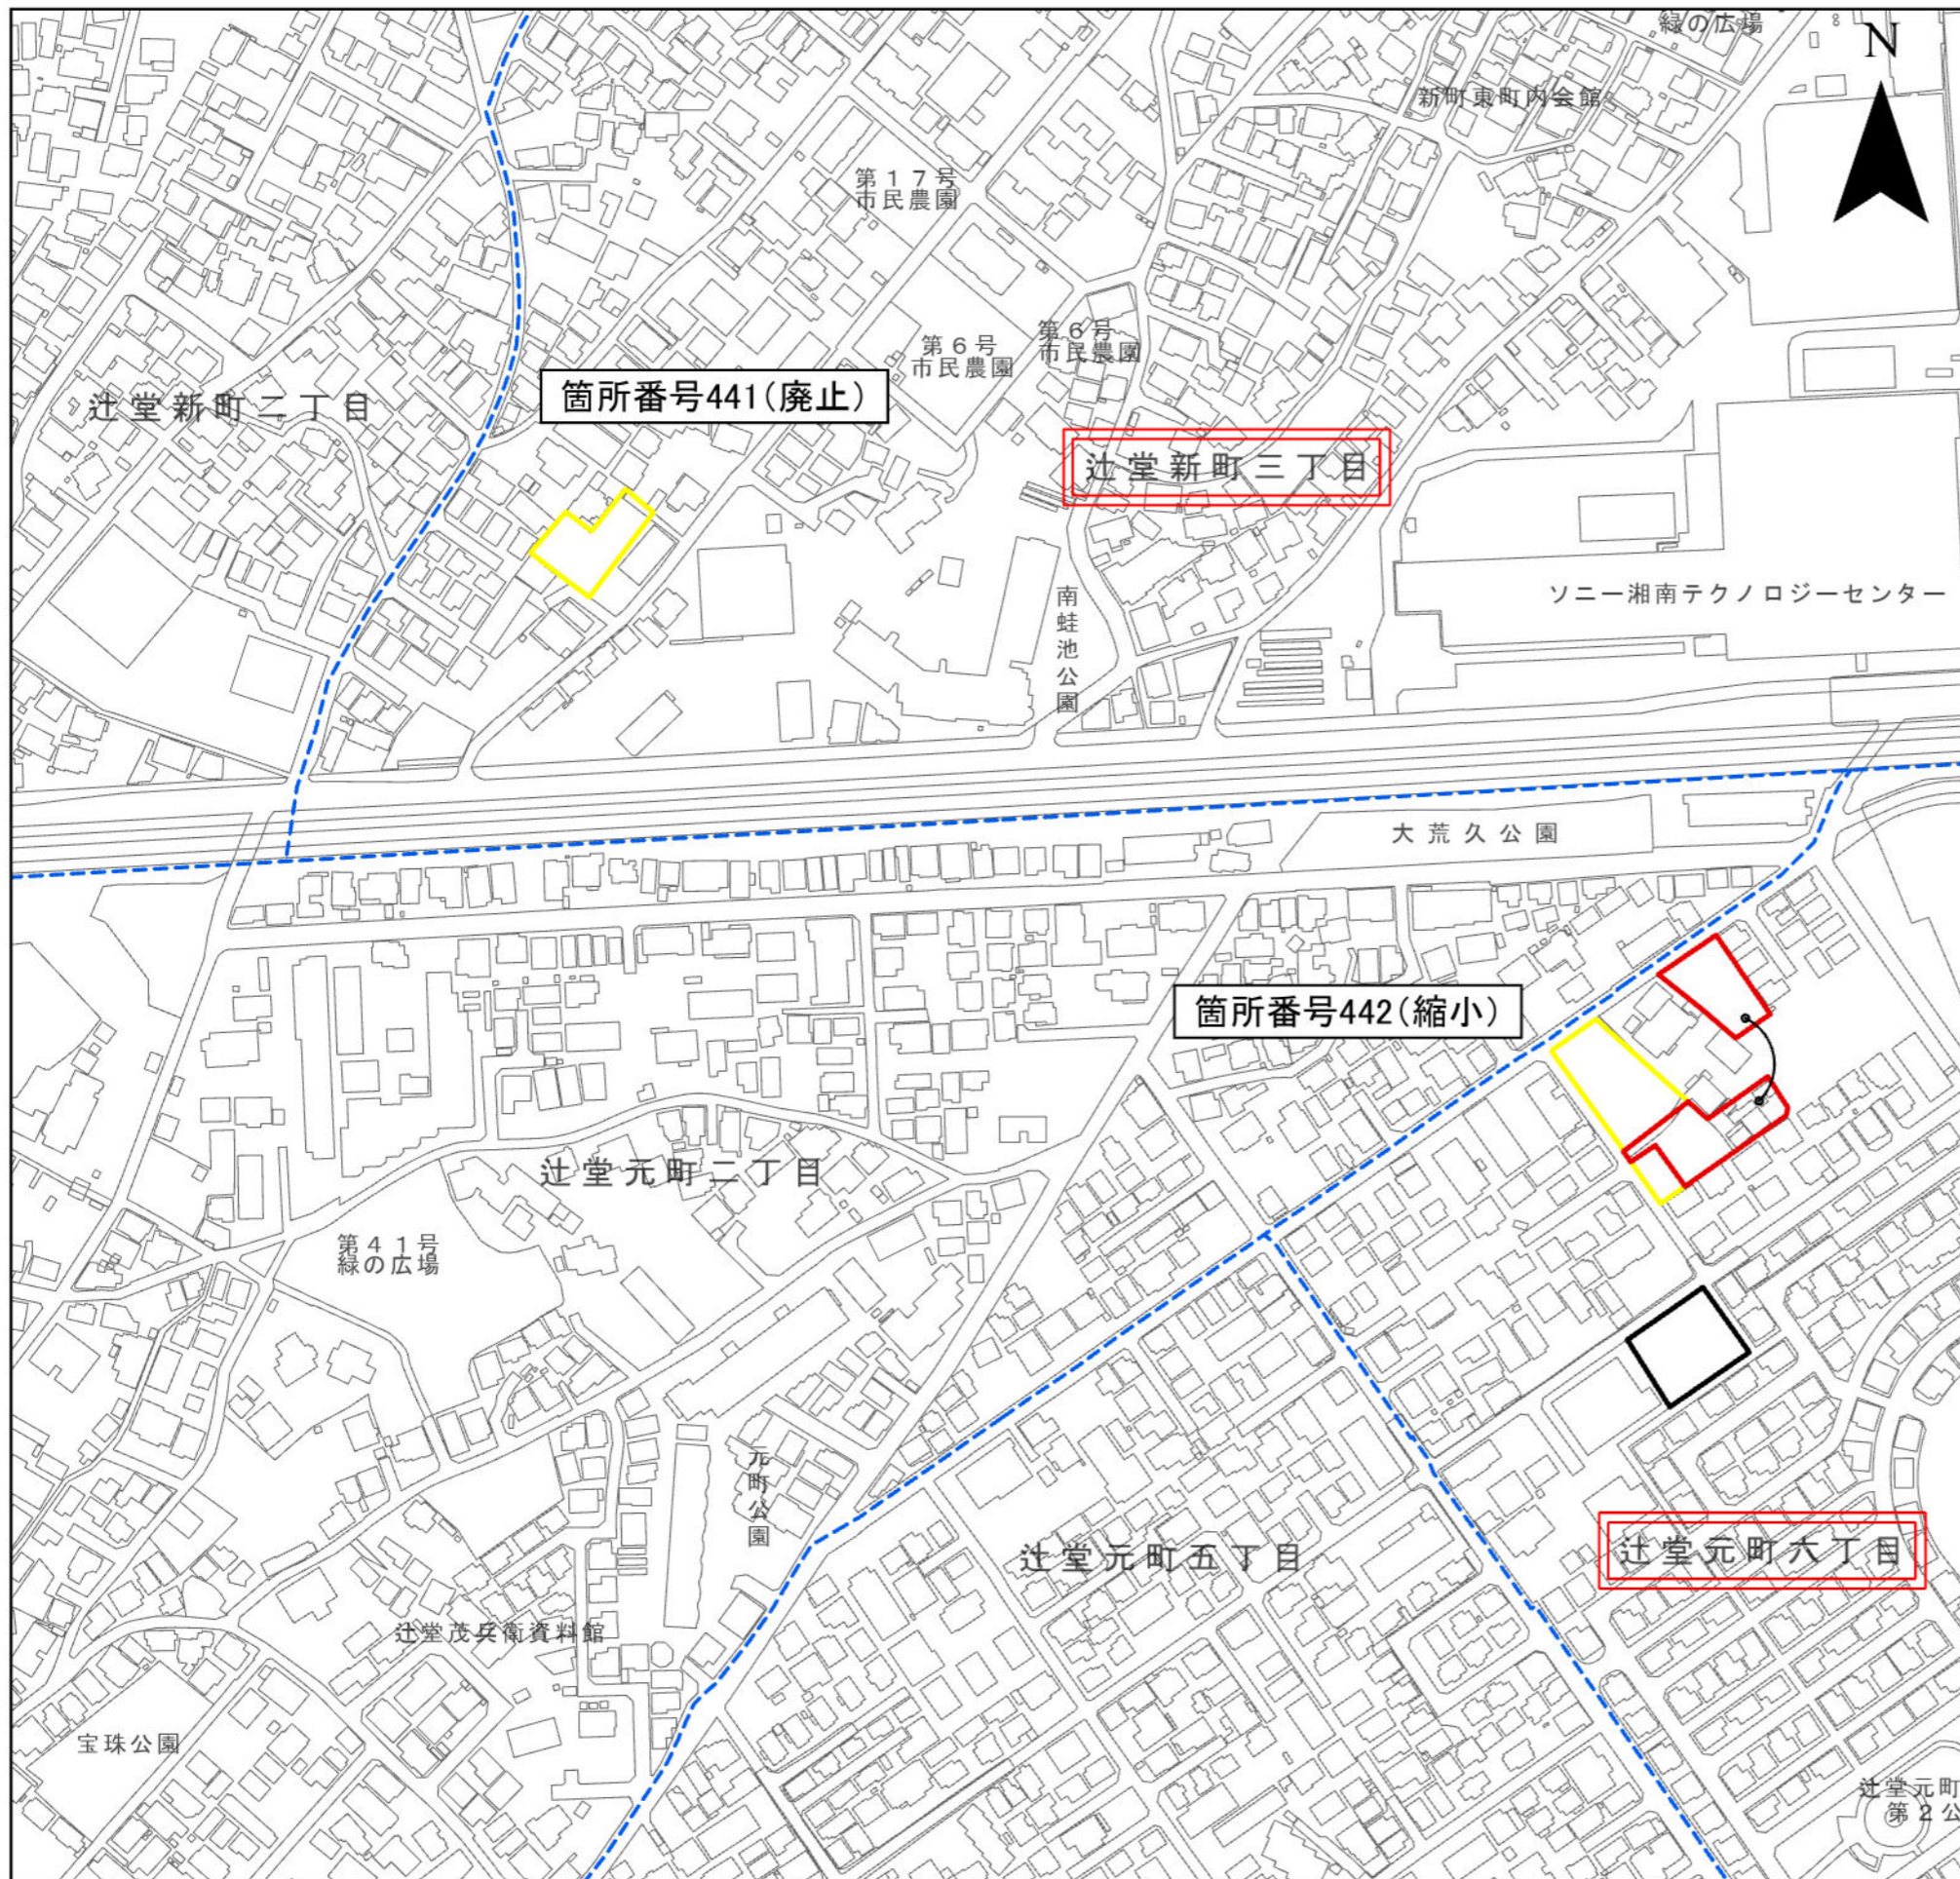 緑の広場
N
新町東町内会館
第１７号
市民農園
第６号
市民農園
第６号
市民農園
箇所番号441(廃止)
辻堂新町二丁目
辻堂新町三丁目
ソニー湘南テクノロジーセンター
南蛙池公園
大荒久公園
箇所番号442(縮小)
辻堂元町二丁目
第４１号
緑の広場
元町公園
辻堂元町五丁目
辻堂元町六丁目
辻堂茂兵衛資料館
宝珠公園
辻堂元町
第２公